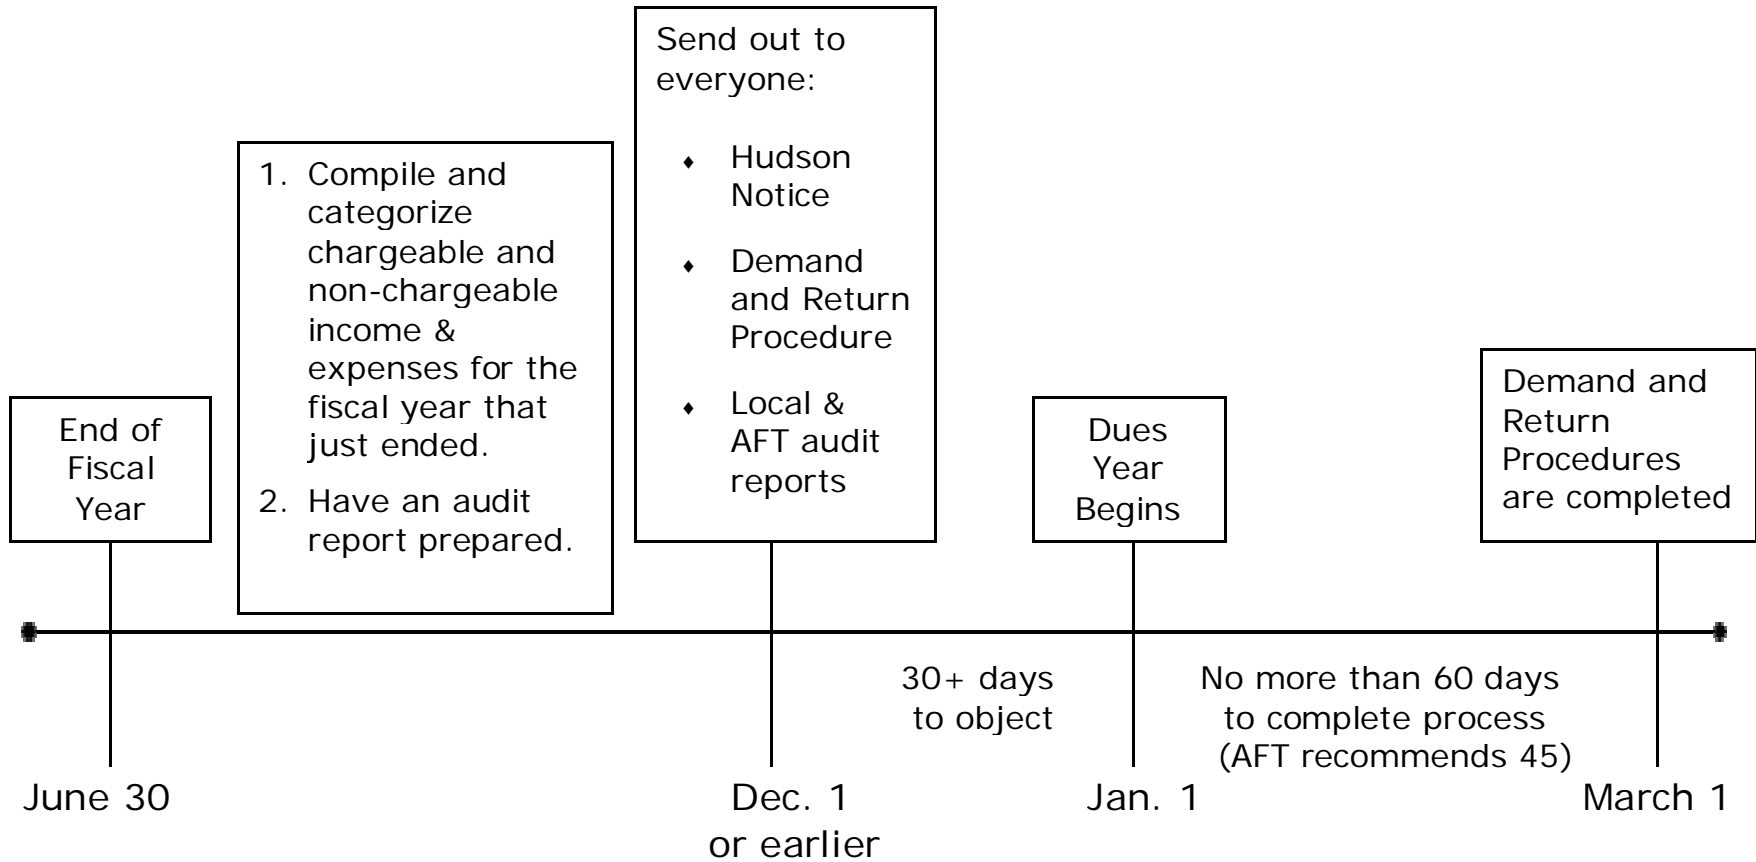 End of
Fiscal
Year
1. Compile and
categorize
chargeable and
non-chargeable
income &
expenses for the
fiscal year that
just ended.
2. Have an audit
report prepared.
Send out to
everyone:
♦ Hudson
Notice
♦ Demand
and Return
Procedure
♦ Local &
AFT audit
reports
Dues
Year
Begins
Demand and
Return
Procedures
are completed
30+ days
to object
No more than 60 days
to complete process
(AFT recommends 45)
June 30
Dec. 1
or earlier
Jan. 1
March 1